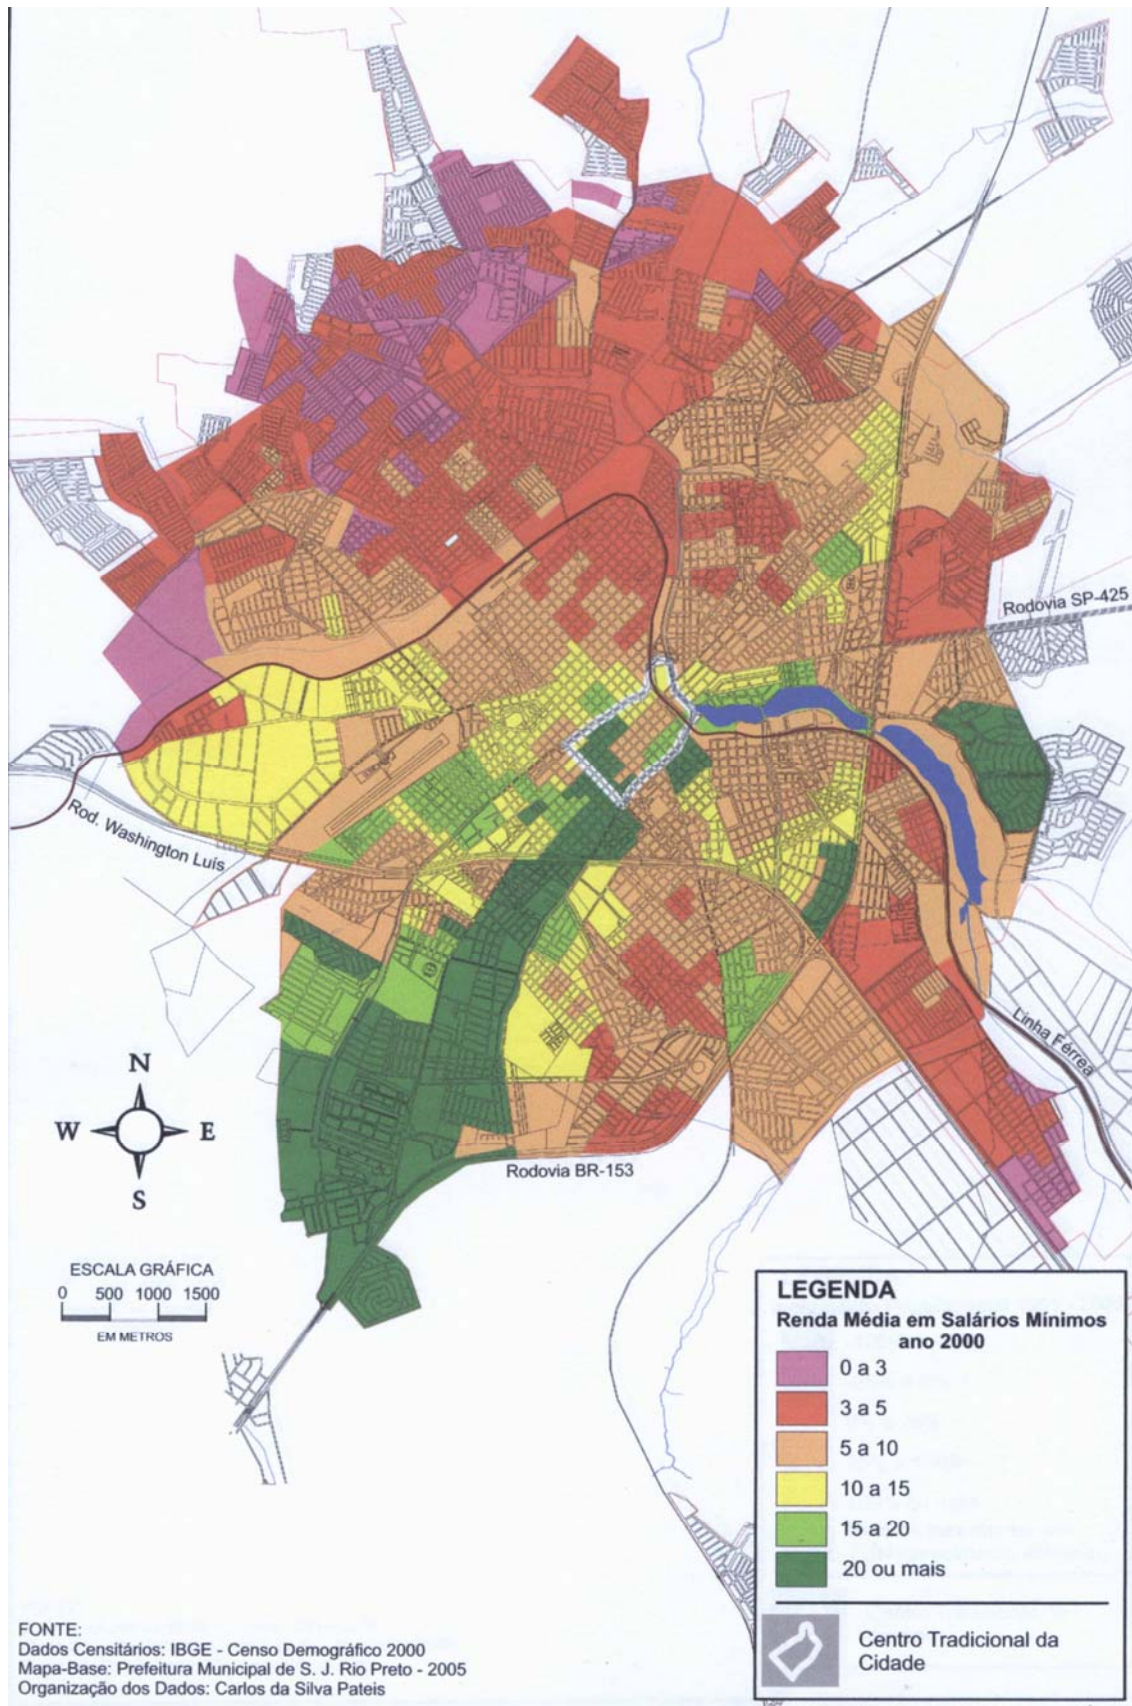 Rodovia SP-425
Rod. Washington Luís
Linha Férrea
N
W E
S
Rodovia BR-153
ESCALA GRÁFICA
0 500 1000 1500
EM METROS
LEGENDA
Renda Média em Salários Mínimos
ano 2000
0 a 3
3 a 5
5 a 10
10 a 15
15 a 20
20 ou mais
Centro Tradicional da
Cidade
FONTE:
Dados Censitários: IBGE - Censo Demográfico 2000
Mapa-Base: Prefeitura Municipal de S. J. Rio Preto - 2005
Organização dos Dados: Carlos da Silva Pateis